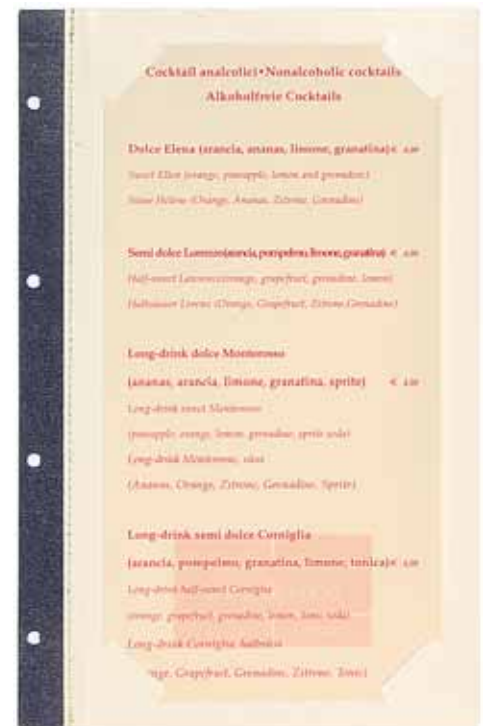 Cocktail analcolici•Nonalcoholic cocktails
Alkoholfreie Cocktails
Dolce Elena (arancia, ananas, limone, granatina) €
Sweet Ellen (orange, pineapple, lemon and grenadine)
Süsse Helene (Orange, Ananas, Zitrone, Grenadine)
Semi dolce Lorenzo(arancia, pompelmo, limone, granatina) €
Half-sweet (orange, grapefruit, grenadine, lemon)
Halbsüsser Lorenz (Orange, Grapefruit, Zitrone, Grenadine)
Long-drink dolce Monterosso
(ananas, arancia, limone, granatina, sprite) €
Long-drink sweet Monterosso
(pineapple, orange, lemon, grenadine, sprite soda)
Long-drink Monterosso, süss
(Ananas, Orange, Zitrone, Grenadine, Sprite)
Long-drink semi dolce Corniglia
(arancia, pompelmo, granatina, limone, tonica)€
Long-drink half-sweet Corniglia
(orange, grapefruit, grenadine, lemon, tonic soda)
Long-drink Corniglia halbsüss
Grapefruit, Grenadine, Zitrone, Tonic)